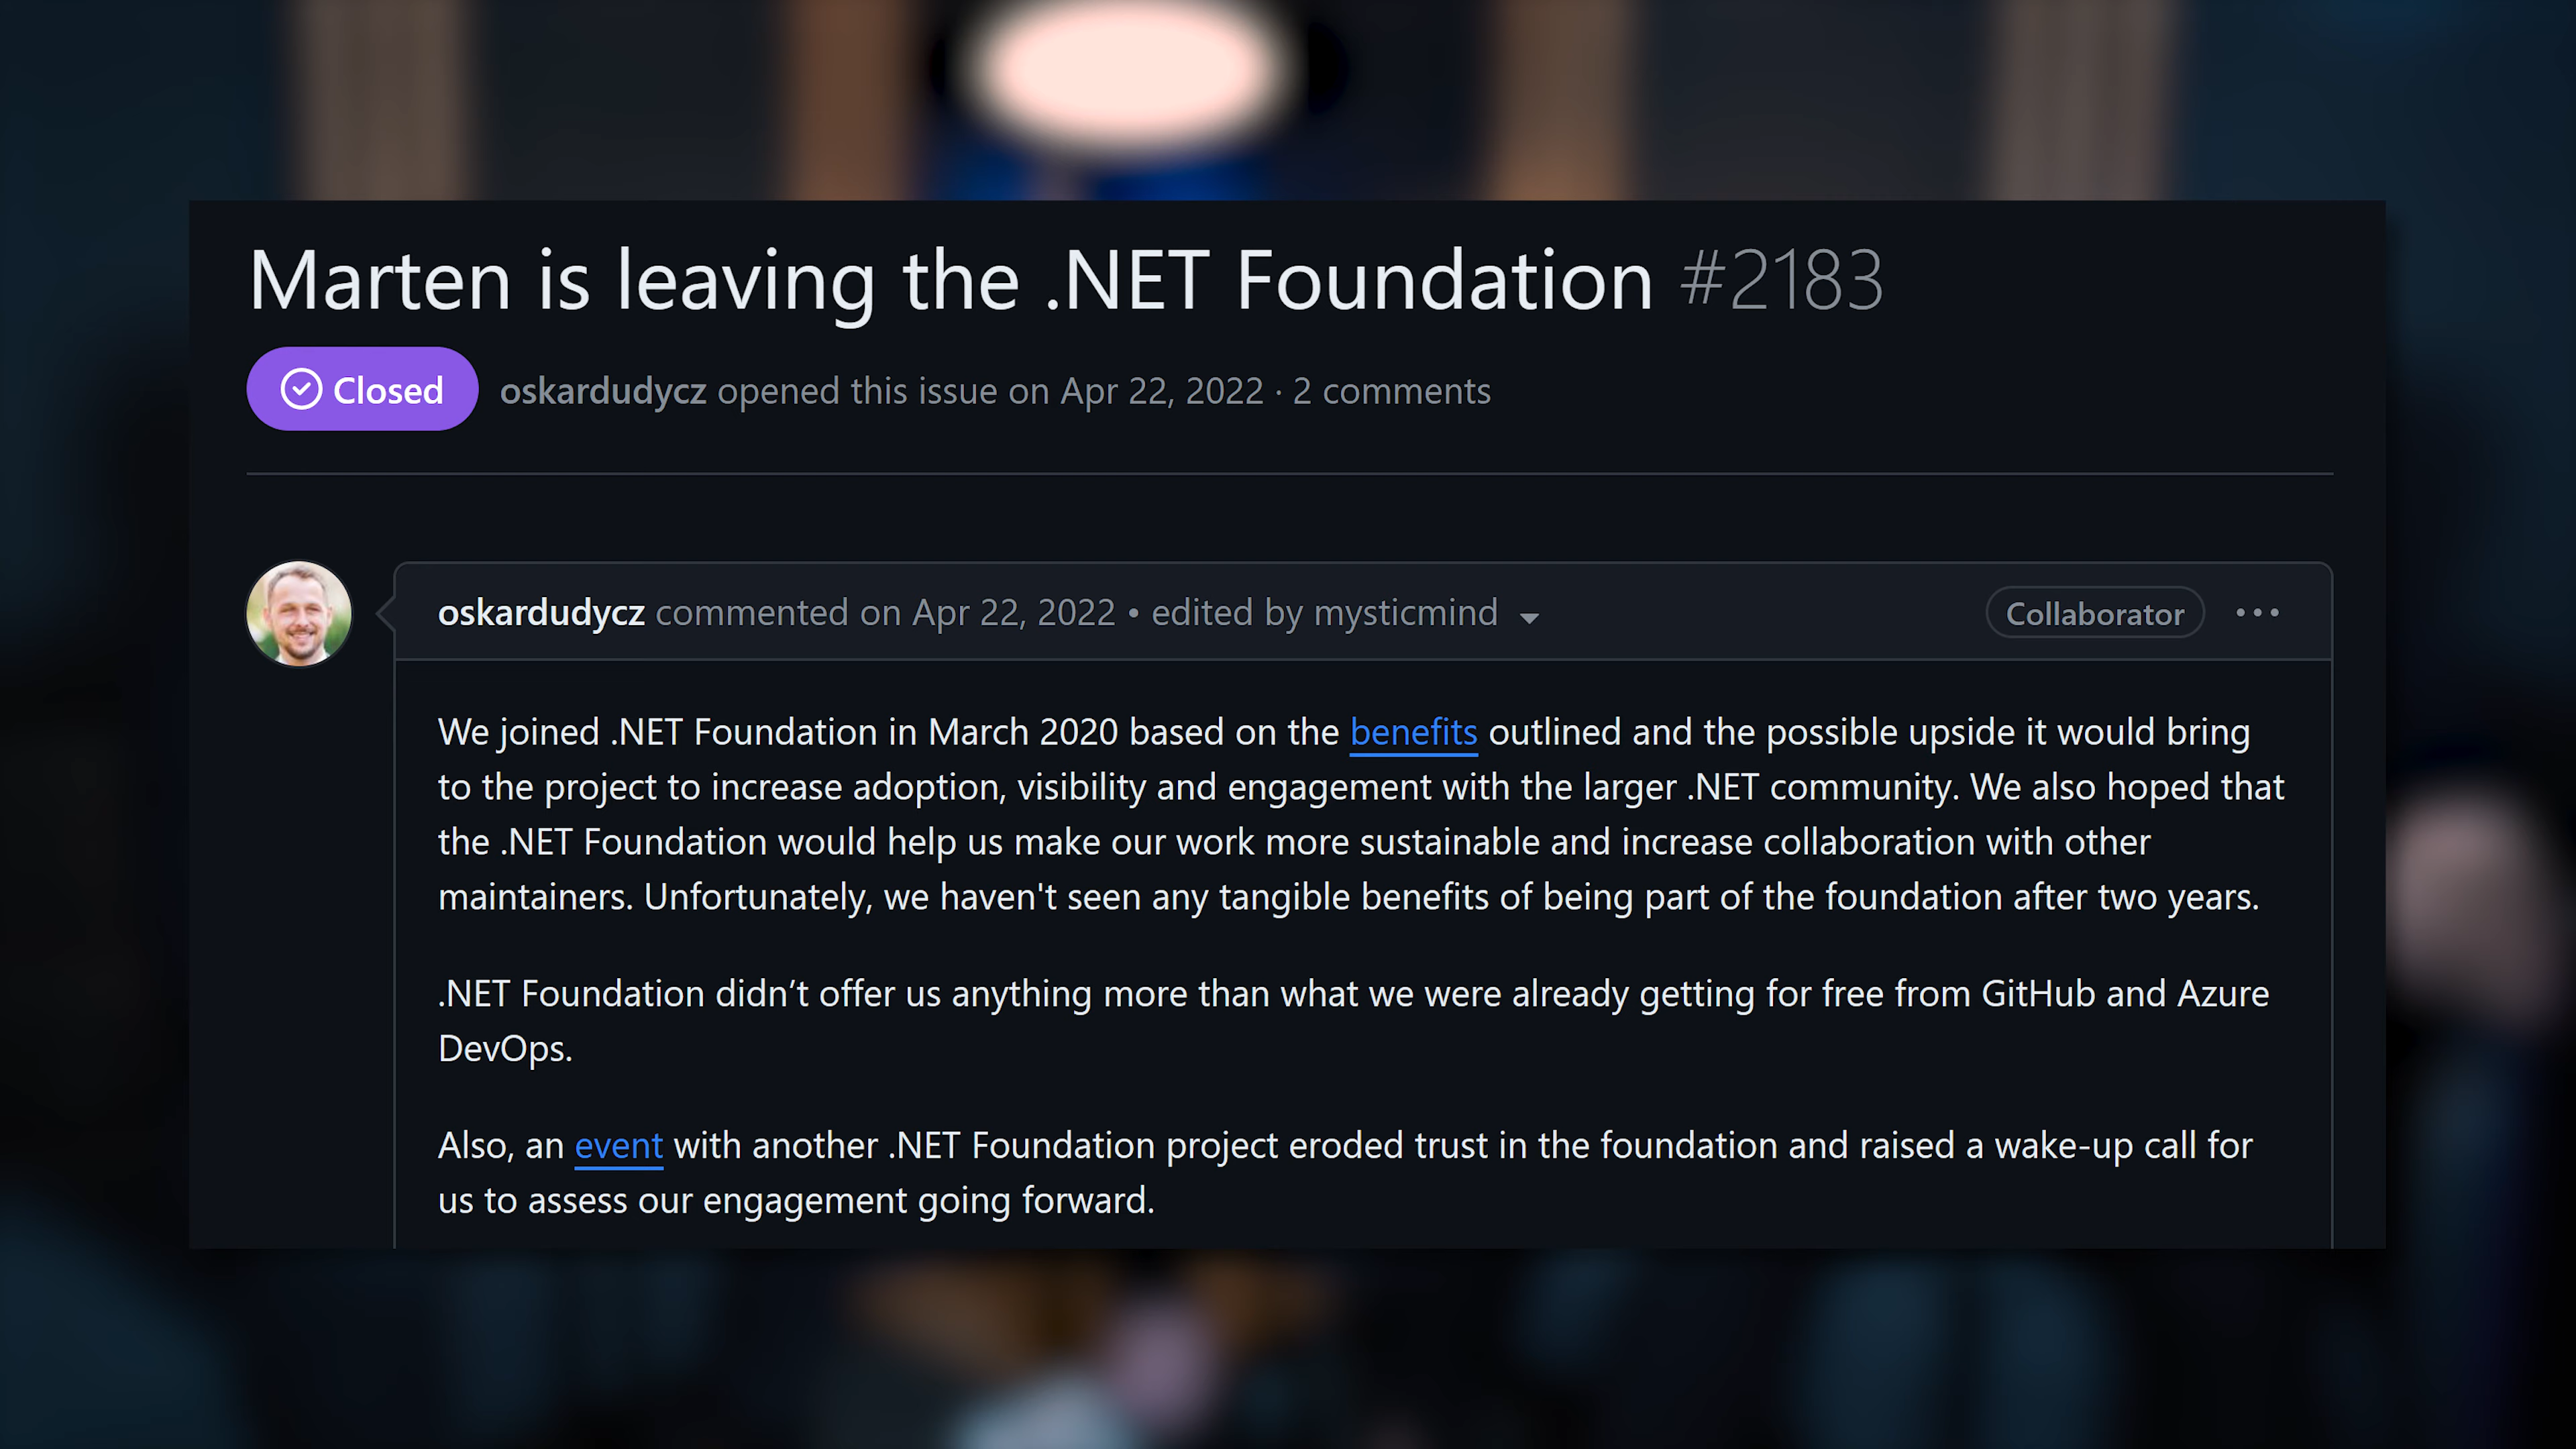 Marten is leaving the .NET Foundation #2183
Closed oskardudycz opened this issue on Apr 22, 2022 · 2 comments
oskardudycz commented on Apr 22, 2022 • edited by mysticmind Collaborator
We joined .NET Foundation in March 2020 based on the benefits outlined and the possible upside it would bring
to the project to increase adoption, visibility and engagement with the larger .NET community. We also hoped that
the .NET Foundation would help us make our work more sustainable and increase collaboration with other
maintainers. Unfortunately, we haven't seen any tangible benefits of being part of the foundation after two years.
.NET Foundation didn’t offer us anything more than what we were already getting for free from GitHub and Azure
DevOps.
Also, an event with another .NET Foundation project eroded trust in the foundation and raised a wake-up call for
us to assess our engagement going forward.